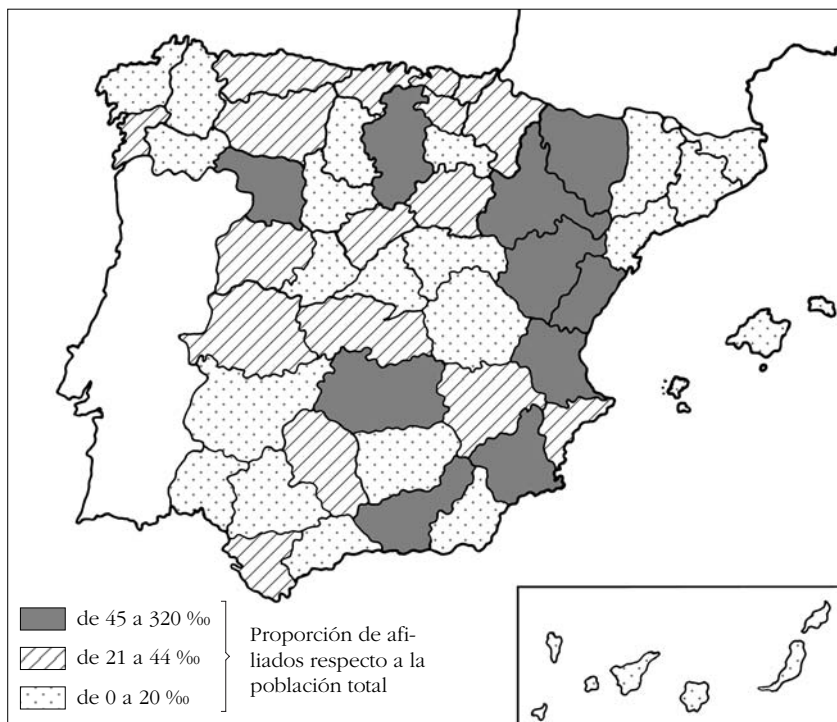 de 45 a 320 ‰
de 21 a 44 ‰
de 0 a 20 ‰
Proporción de afi-
liados respecto a la
población total